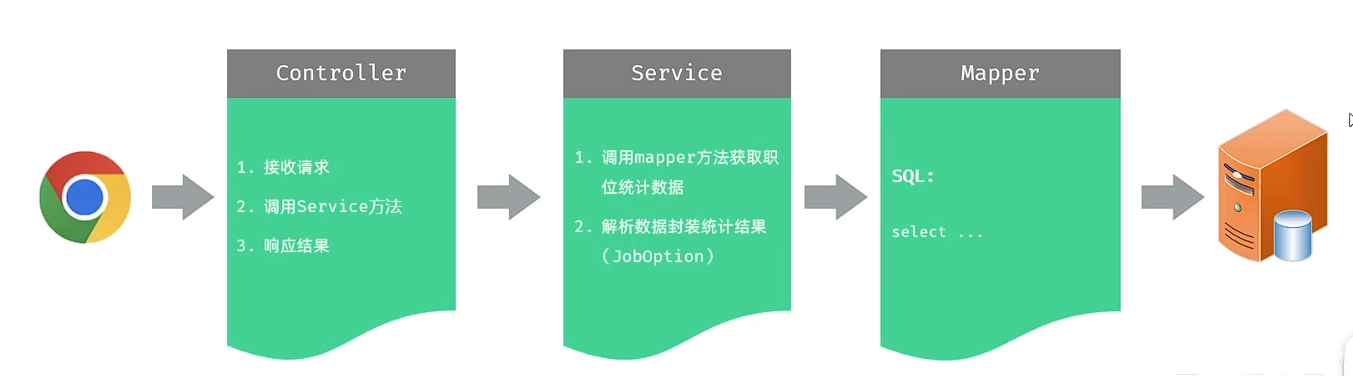 Controller
1. 接收请求
2. 调用Service方法
3. 响应结果
Service
1. 调用mapper方法获取职
位统计数据
2. 解析数据封装统计结果
（JobOption）
Mapper
SQL:
select ...